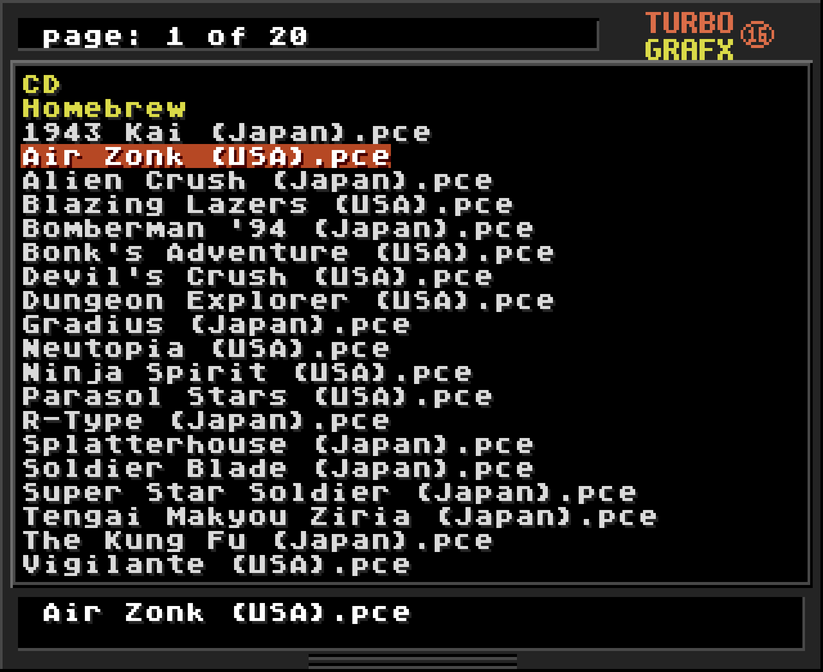 page: 1 of 20
TURBO
GRAFX 16
CD
Homebrew
1943 Kai (Japan).pce
Air Zonk (USA).pce
Alien Crush (Japan).pce
Blazing Lazers (USA).pce
Bomberman '94 (Japan).pce
Bonk's Adventure (USA).pce
Devil's Crush (USA).pce
Dungeon Explorer (USA).pce
Gradius (Japan).pce
Neutopia (USA).pce
Ninja Spirit (USA).pce
Parasol Stars (USA).pce
R-Type (Japan).pce
Splatterhouse (Japan).pce
Soldier Blade (Japan).pce
Super Star Soldier (Japan).pce
Tengai Makyou Ziria (Japan).pce
The Kung Fu (Japan).pce
Vigilante (USA).pce
Air Zonk (USA).pce